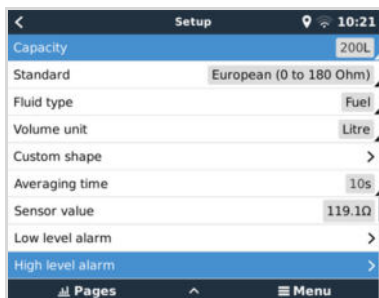 Setup 10:21
Capacity 200L
Standard European (0 to 180 Ohm)
Fluid type Fuel
Volume unit Litre
Custom shape
Averaging time 10s
Sensor value 119.1Ω
Low level alarm
High level alarm
Pages Menu